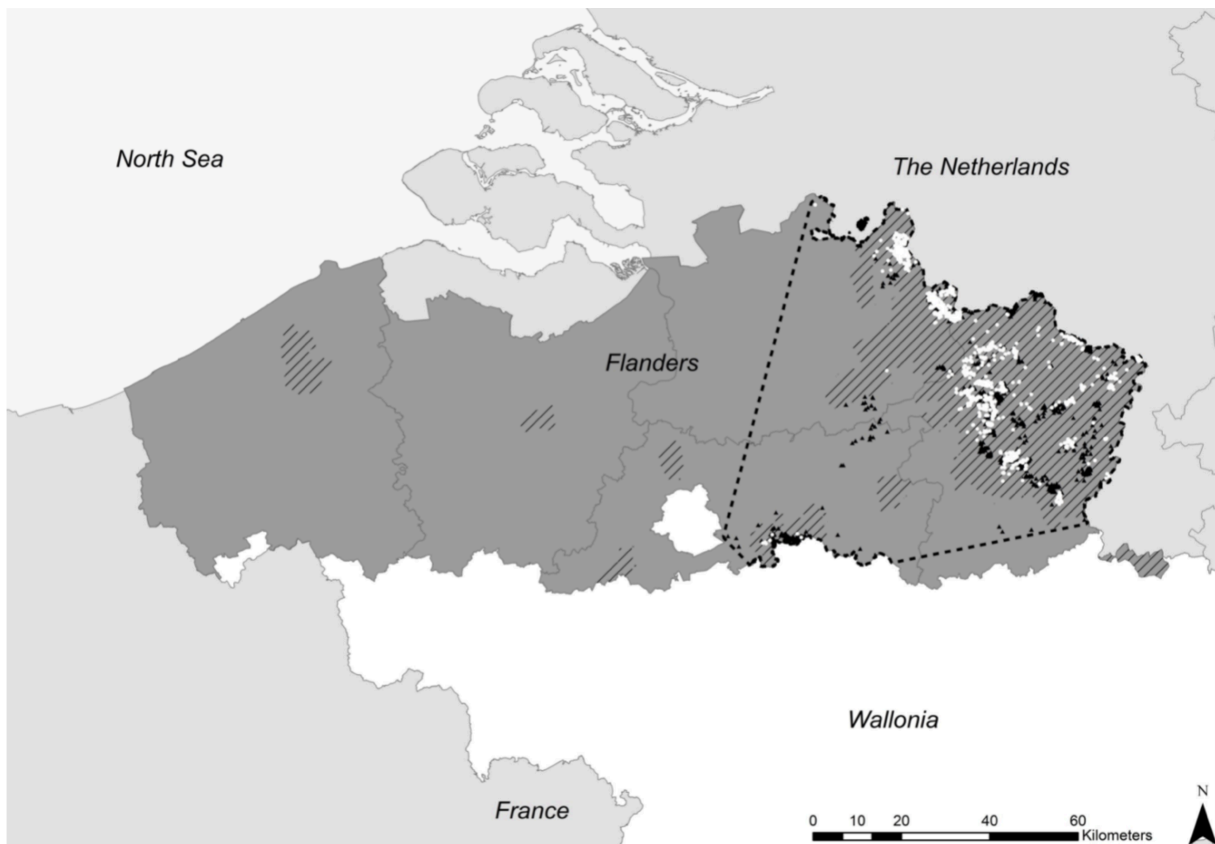 North Sea
The Netherlands
Flanders
Wallonia
France
N
0 10 20 40 60
Kilometers